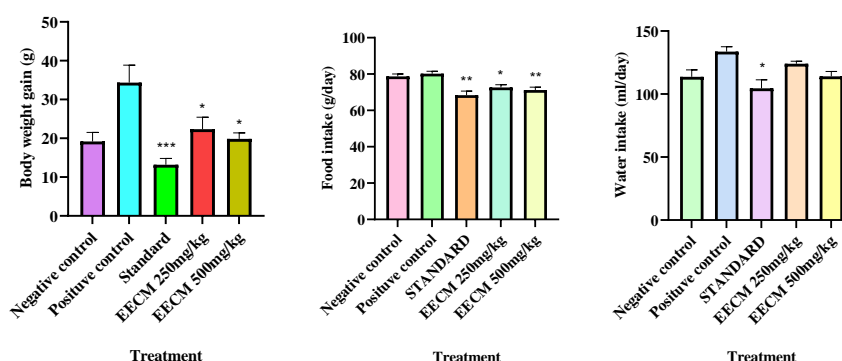 Body weight gain (g)
50
40
30
20
10
0
***
*
*
Negative control
Posituve control
Standard
EECM 250mg/kg
EECM 500mg/kg
Treatment
Food intake (g/day)
100
80
60
40
20
0
**
*
**
Negative control
Posituve control
STANDARD
EECM 250mg/kg
EECM 500mg/kg
Treatment
Water intake (ml/day)
150
100
50
0
*
Negative control
Posituve control
STANDARD
EECM 250mg/kg
EECM 500mg/kg
Treatment